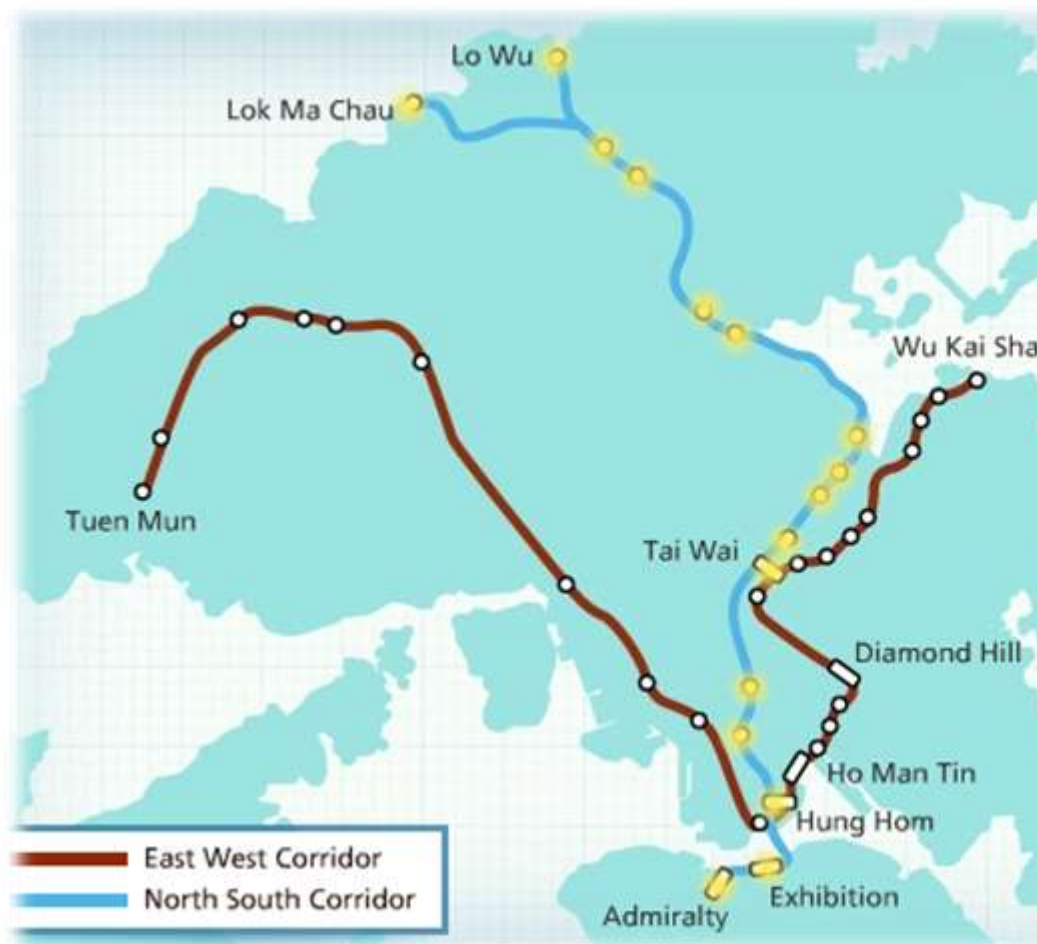 Lo Wu
Lok Ma Chau
Wu Kai Sha
Tuen Mun
Tai Wai
Diamond Hill
Ho Man Tin
Hung Hom
Exhibition
Admiralty
East West Corridor
North South Corridor